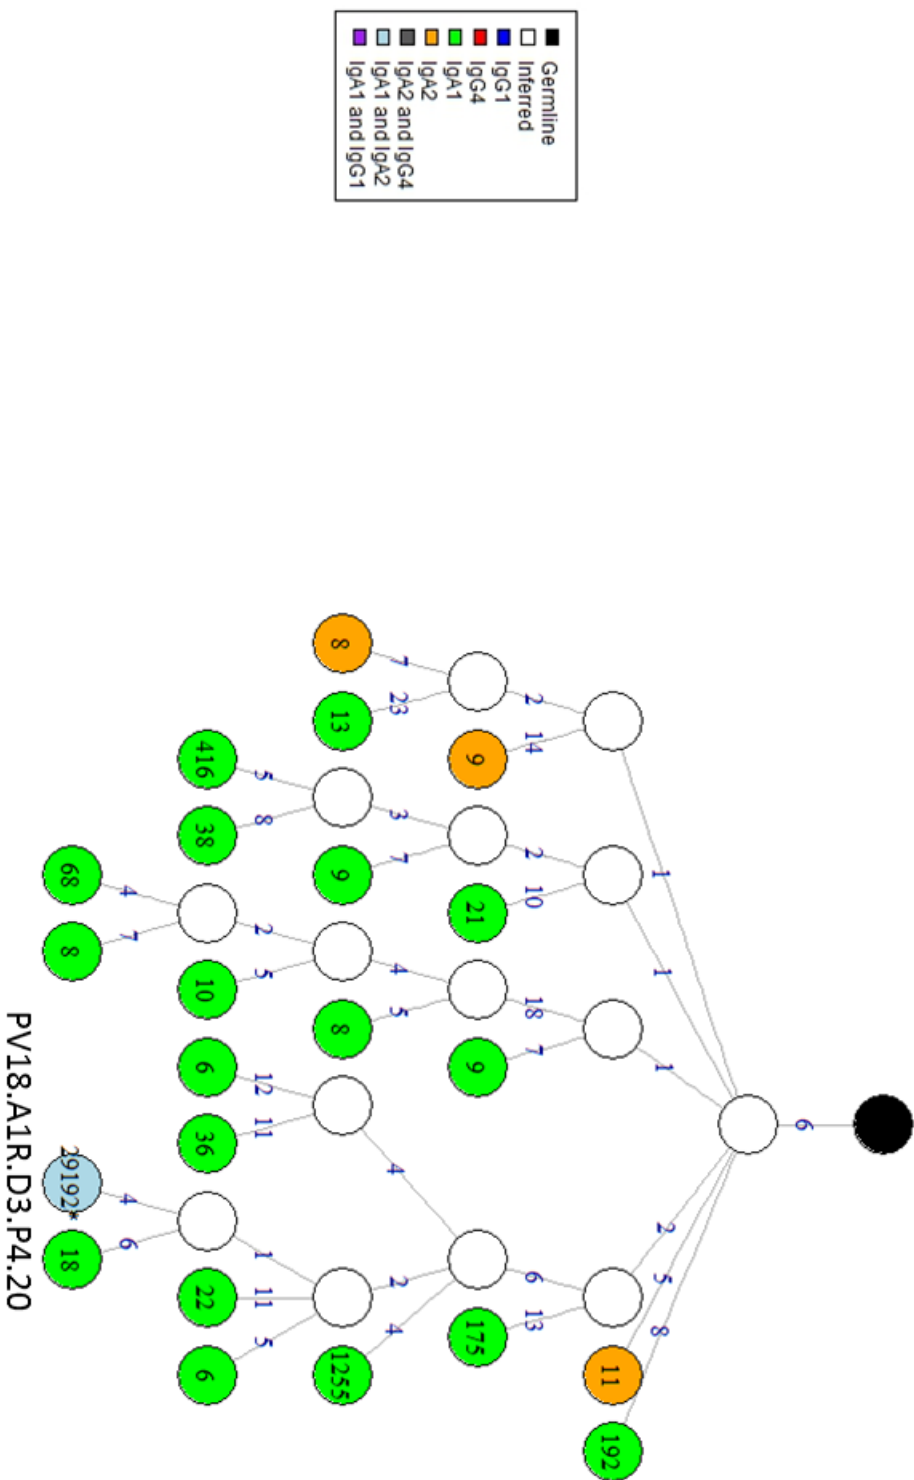 Germline
Inferred
IgG1
IgG4
IgA1
IgA2
IgA2 and IgG4
IgA1 and IgA2
IgA1 and IgG1
6
1 1 1 2 5 8
11 192
2 14 2 10 18 7 6 13
9 21 9 175
7 23 3 7 4 5 4 2 4
8 13 9 8 1255
5 8 2 5 12 11 1 11 5
416 38 10 6 36 22 6
4 7 4 6
68 8 29192* 18
PV18.A1R.D3.P4.20